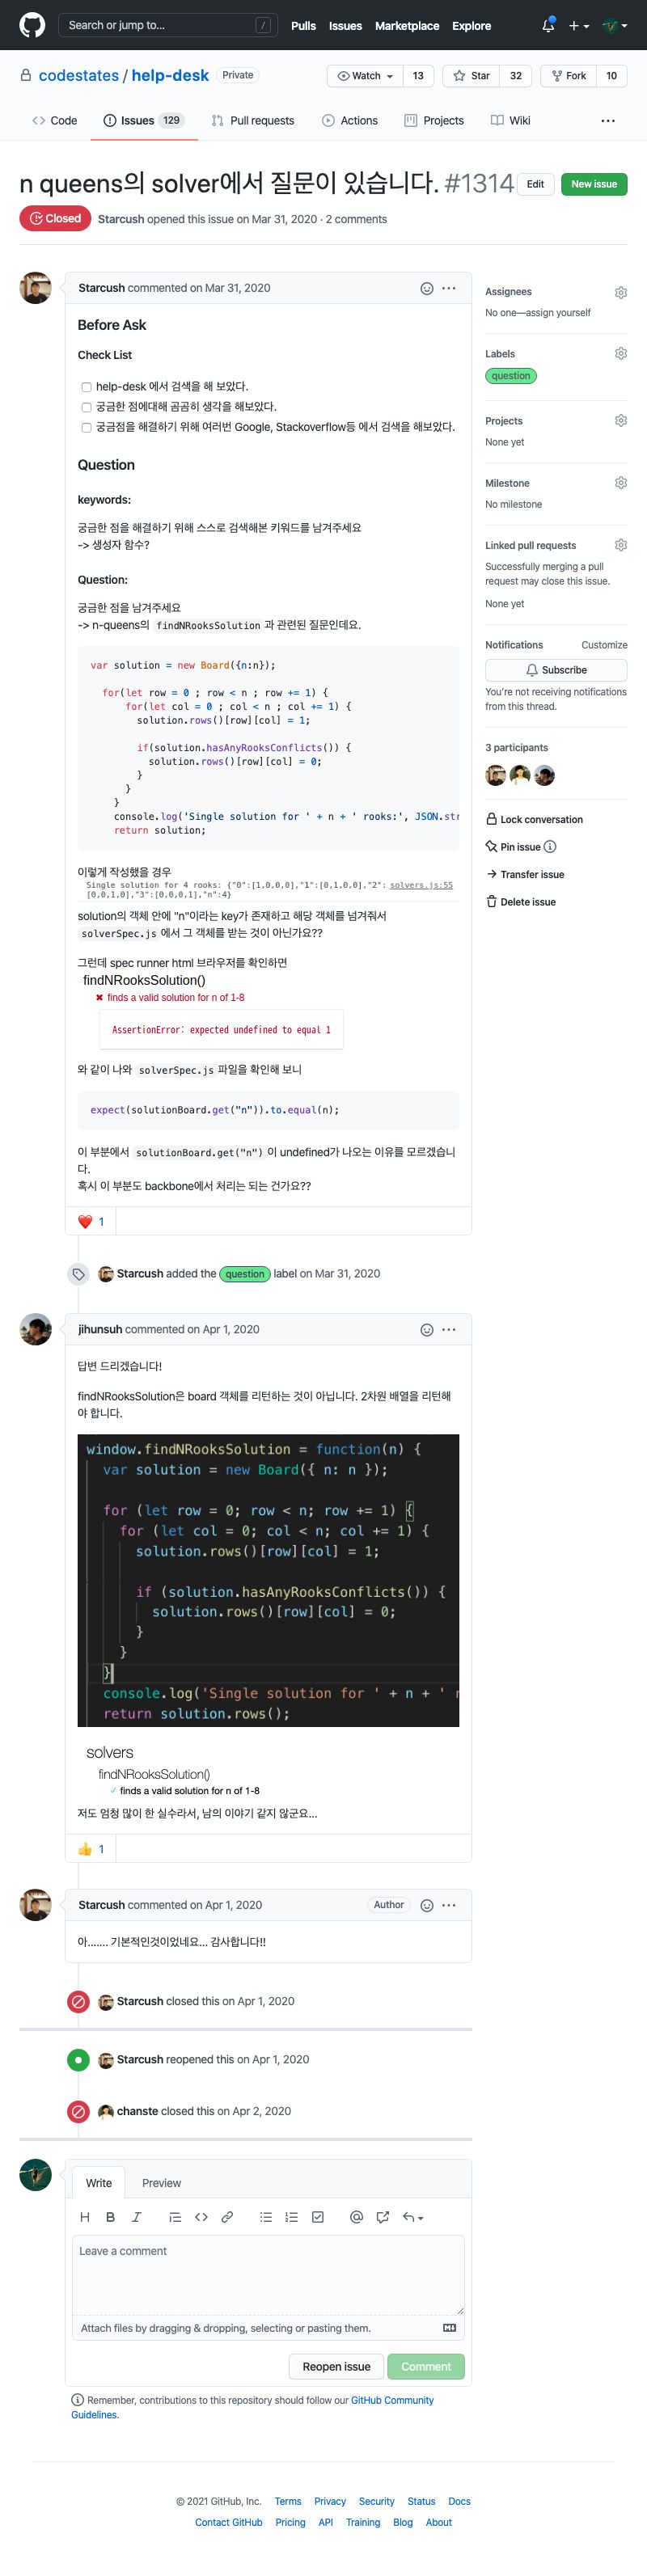 Search or jump to...
/
Pulls Issues Marketplace Explore
codestates / help-desk Private
Watch 13 Star 32 Fork 10
Code Issues 129 Pull requests Actions Projects Wiki
n queens의 solver에서 질문이 있습니다. #1314
Edit New issue
Closed Starcush opened this issue on Mar 31, 2020 · 2 comments
Starcush commented on Mar 31, 2020
Before Ask
Check List
help-desk 에서 검색을 해 보았다.
궁금한 점에대해 곰곰히 생각을 해보았다.
궁금점을 해결하기 위해 여러번 Google, Stackoverflow등 에서 검색을 해보았다.
Question
keywords:
궁금한 점을 해결하기 위해 스스로 검색해본 키워드를 남겨주세요
-> 생성자 함수?
Question:
궁금한 점을 남겨주세요
-> n-queens의 findNRooksSolution과 관련된 질문인데요.
var solution = new Board({n:n});
for(let row = 0 ; row < n ; row += 1) {
for(let col = 0 ; col < n ; col += 1) {
solution.rows()[row][col] = 1;
if(solution.hasAnyRooksConflicts()) {
solution.rows()[row][col] = 0;
}
}
}
console.log('Single solution for ' + n + ' rooks:', JSON.str
return solution;
이렇게 작성했을 경우
Single solution for 4 rooks: {"0":[1,0,0,0],"1":[0,1,0,0],"2": solvers.js:55
[0,0,1,0],"3":[0,0,0,1],"n":4}
solution의 객체 안에 "n"이라는 key가 존재하고 해당 객체를 넘겨줘서
solverSpec.js 에서 그 객체를 받는 것이 아닌가요??
그런데 spec runner html 브라우저를 확인하면
findNRooksSolution()
✖ finds a valid solution for n of 1-8
AssertionError: expected undefined to equal 1
와 같이 나와 solverSpec.js 파일을 확인해 보니
expect(solutionBoard.get("n")).to.equal(n);
이 부분에서 solutionBoard.get("n") 이 undefined가 나오는 이유를 모르겠습니
다.
혹시 이 부분도 backbone에서 처리는 되는 건가요??
❤️ 1
Starcush added the question label on Mar 31, 2020
jihunsuh commented on Apr 1, 2020
답변 드리겠습니다!
findNRooksSolution은 board 객체를 리턴하는 것이 아닙니다. 2차원 배열을 리턴해
야 합니다.
window.findNRooksSolution = function(n) {
var solution = new Board({ n: n });
for (let row = 0; row < n; row += 1) {
for (let col = 0; col < n; col += 1) {
solution.rows()[row][col] = 1;
if (solution.hasAnyRooksConflicts()) {
solution.rows()[row][col] = 0;
}
}
}
console.log('Single solution for ' + n + ' r
return solution.rows();
solvers
findNRooksSolution()
✓ finds a valid solution for n of 1-8
저도 엄청 많이 한 실수라서, 남의 이야기 같지 않군요...
👍 1
Starcush commented on Apr 1, 2020 Author
아....... 기본적인것이었네요... 감사합니다!!
Starcush closed this on Apr 1, 2020
Starcush reopened this on Apr 1, 2020
chanste closed this on Apr 2, 2020
Write Preview
Leave a comment
Attach files by dragging & dropping, selecting or pasting them.
Reopen issue Comment
Remember, contributions to this repository should follow our GitHub Community
Guidelines.
Assignees
No one—assign yourself
Labels
question
Projects
None yet
Milestone
No milestone
Linked pull requests
Successfully merging a pull
request may close this issue.
None yet
Notifications Customize
Subscribe
You're not receiving notifications
from this thread.
3 participants
Lock conversation
Pin issue
Transfer issue
Delete issue
© 2021 GitHub, Inc. Terms Privacy Security Status Docs
Contact GitHub Pricing API Training Blog About